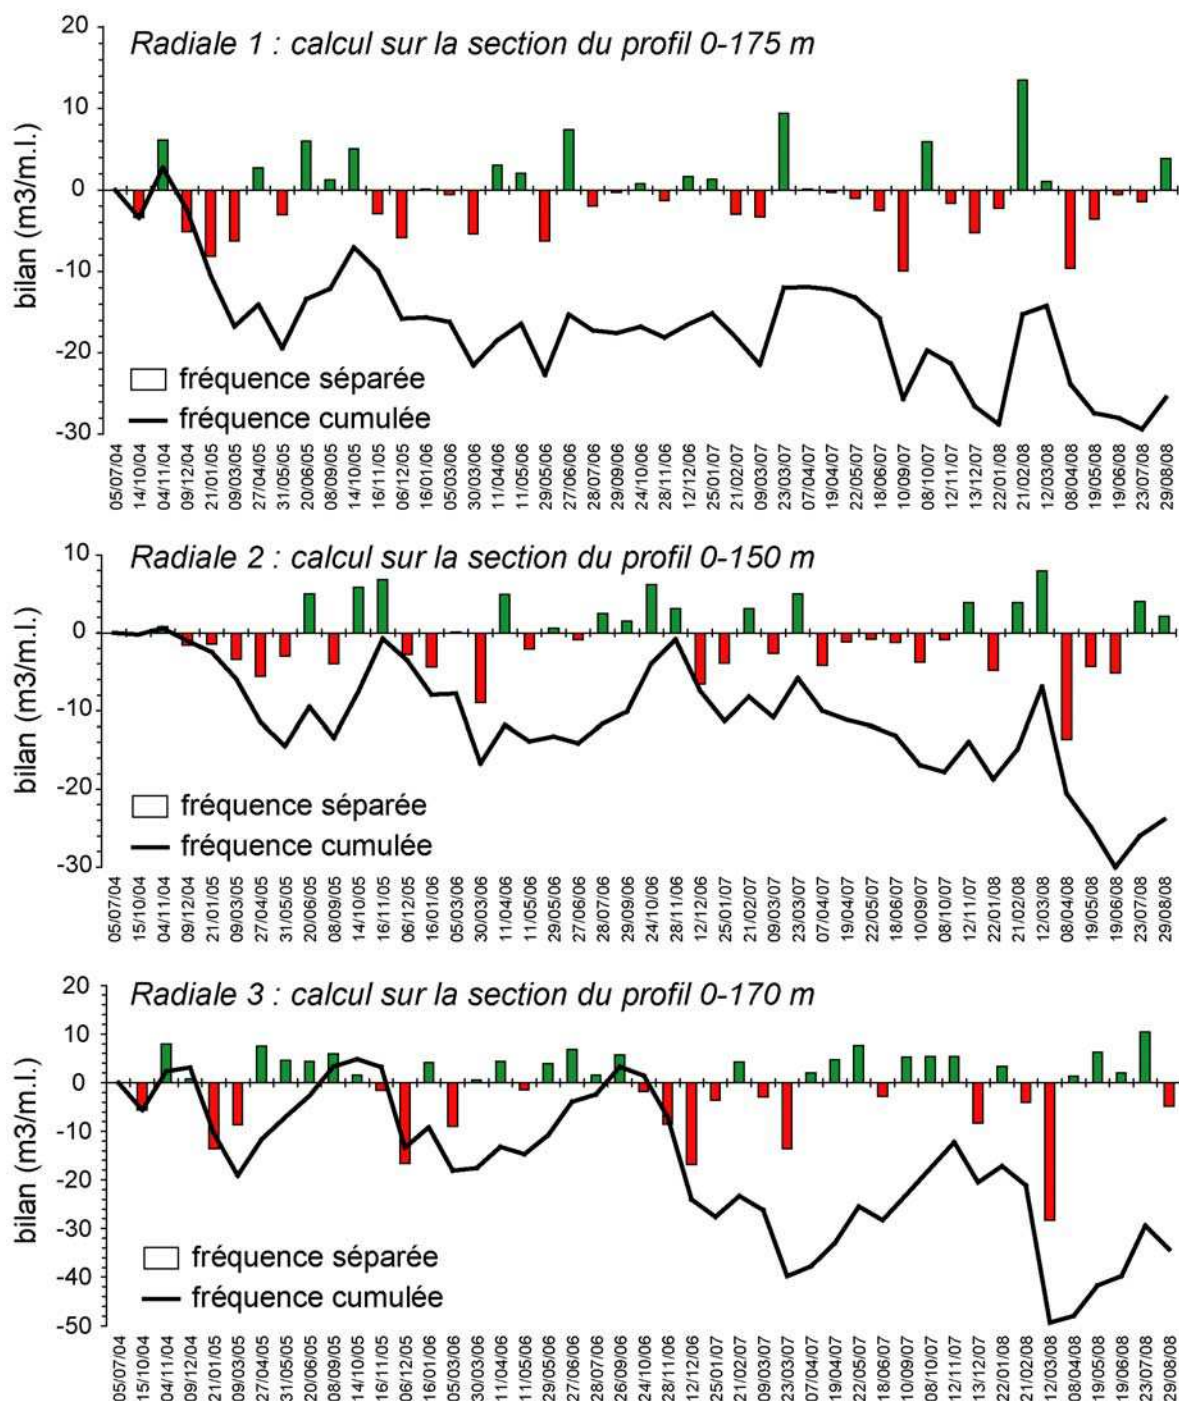 Radiale 1 : calcul sur la section du profil 0-175 m
bilan (m3/m.l.)
20
10
0
-10
-20
-30
fréquence séparée
fréquence cumulée
05/07/04 14/10/04 04/11/04 09/12/04 21/01/05 09/03/05 27/04/05 31/05/05 20/06/05 08/09/05 14/10/05 16/11/05 06/12/05 16/01/06 05/03/06 30/03/06 11/04/06 11/05/06 29/05/06 27/06/06 28/07/06 29/09/06 24/10/06 28/11/06 12/12/06 25/01/07 21/02/07 09/03/07 23/03/07 07/04/07 19/04/07 22/05/07 18/06/07 10/09/07 08/10/07 12/11/07 13/12/07 22/01/08 21/02/08 12/03/08 08/04/08 19/05/08 19/06/08 23/07/08 29/08/08
Radiale 2 : calcul sur la section du profil 0-150 m
bilan (m3/m.l.)
10
0
-10
-20
-30
fréquence séparée
fréquence cumulée
05/07/04 15/10/04 04/11/04 09/12/04 21/01/05 09/03/05 27/04/05 31/05/05 20/06/05 08/09/05 14/10/05 16/11/05 06/12/05 16/01/06 05/03/06 30/03/06 11/04/06 11/05/06 29/05/06 27/06/06 28/07/06 29/09/06 24/10/06 28/11/06 12/12/06 25/01/07 21/02/07 09/03/07 23/03/07 07/04/07 19/04/07 22/05/07 18/06/07 10/09/07 08/10/07 12/11/07 22/01/08 21/02/08 12/03/08 08/04/08 19/05/08 19/06/08 23/07/08 29/08/08
Radiale 3 : calcul sur la section du profil 0-170 m
bilan (m3/m.l.)
20
10
0
-10
-20
-30
-40
-50
fréquence séparée
fréquence cumulée
05/07/04 15/10/04 04/11/04 09/12/04 21/01/05 09/03/05 27/04/05 31/05/05 20/06/05 08/09/05 14/10/05 16/11/05 06/12/05 16/01/06 05/03/06 30/03/06 11/04/06 11/05/06 29/05/06 27/06/06 28/07/06 26/09/06 24/10/06 28/11/06 12/12/06 25/01/07 21/02/07 09/03/07 23/03/07 07/04/07 19/04/07 22/05/07 18/06/07 10/09/07 08/10/07 12/11/07 13/12/07 22/01/08 21/02/08 12/03/08 08/04/08 19/05/08 19/06/08 23/07/08 29/08/08